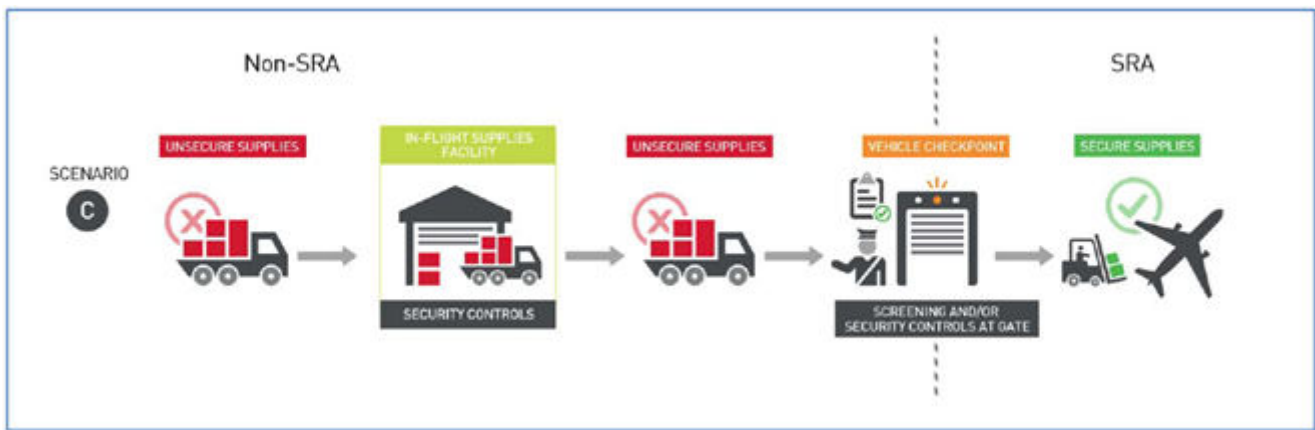 Non-SRA
SRA
SCENARIO
C
UNSECURE SUPPLIES
IN-FLIGHT SUPPLIES
FACILITY
SECURITY CONTROLS
UNSECURE SUPPLIES
VEHICLE CHECKPOINT
SCREENING AND/OR
SECURITY CONTROLS AT GATE
SECURE SUPPLIES